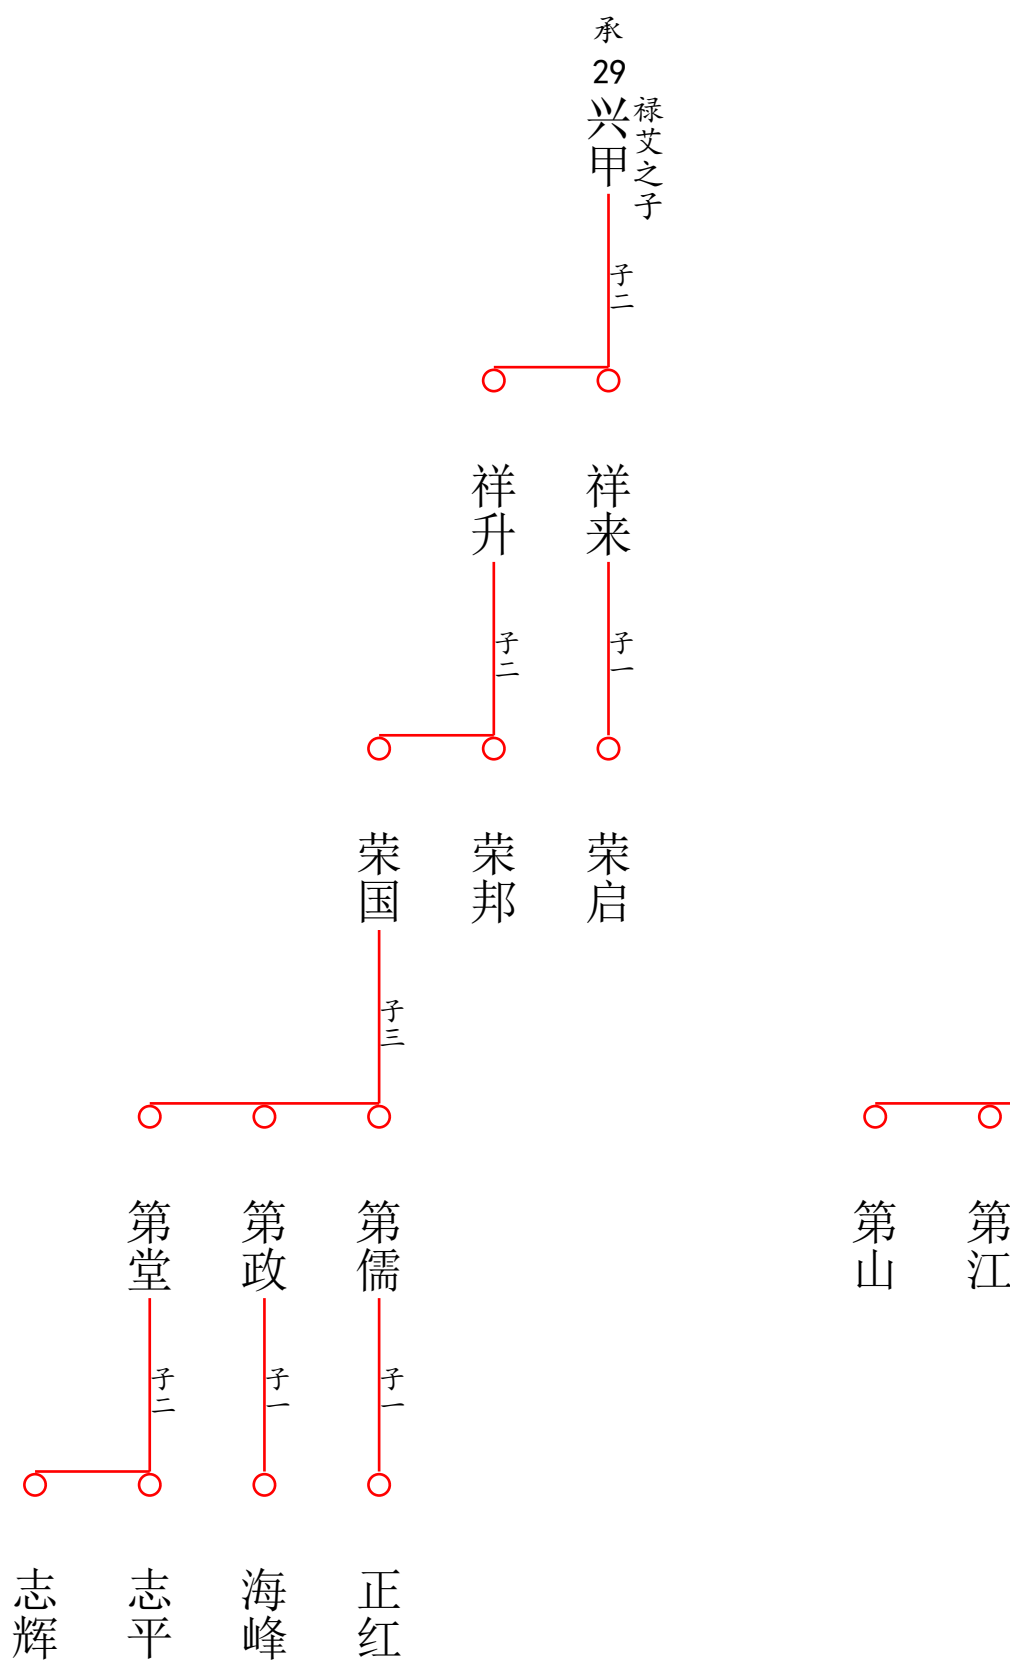 承
29
兴甲
禄艾之子
子二
祥来
祥升
子一
子二
荣启
荣邦
荣国
子三
第江
第山
第儒
第政
第堂
子一
子一
子二
正红
海峰
志平
志辉